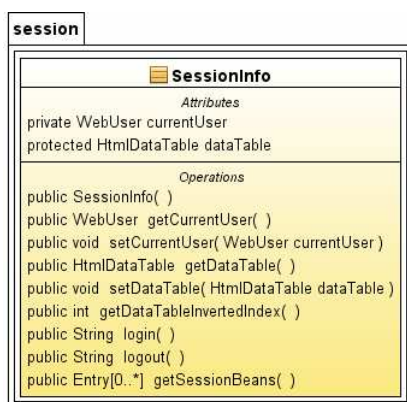 session
SessionInfo
Attributes
private WebUser currentUser
protected HtmlDataTable dataTable
Operations
public SessionInfo( )
public WebUser getCurrentUser( )
public void setCurrentUser( WebUser currentUser )
public HtmlDataTable getDataTable( )
public void setDataTable( HtmlDataTable dataTable )
public int getDataTableInvertedIndex( )
public String login( )
public String logout( )
public Entry[0..*] getSessionBeans( )